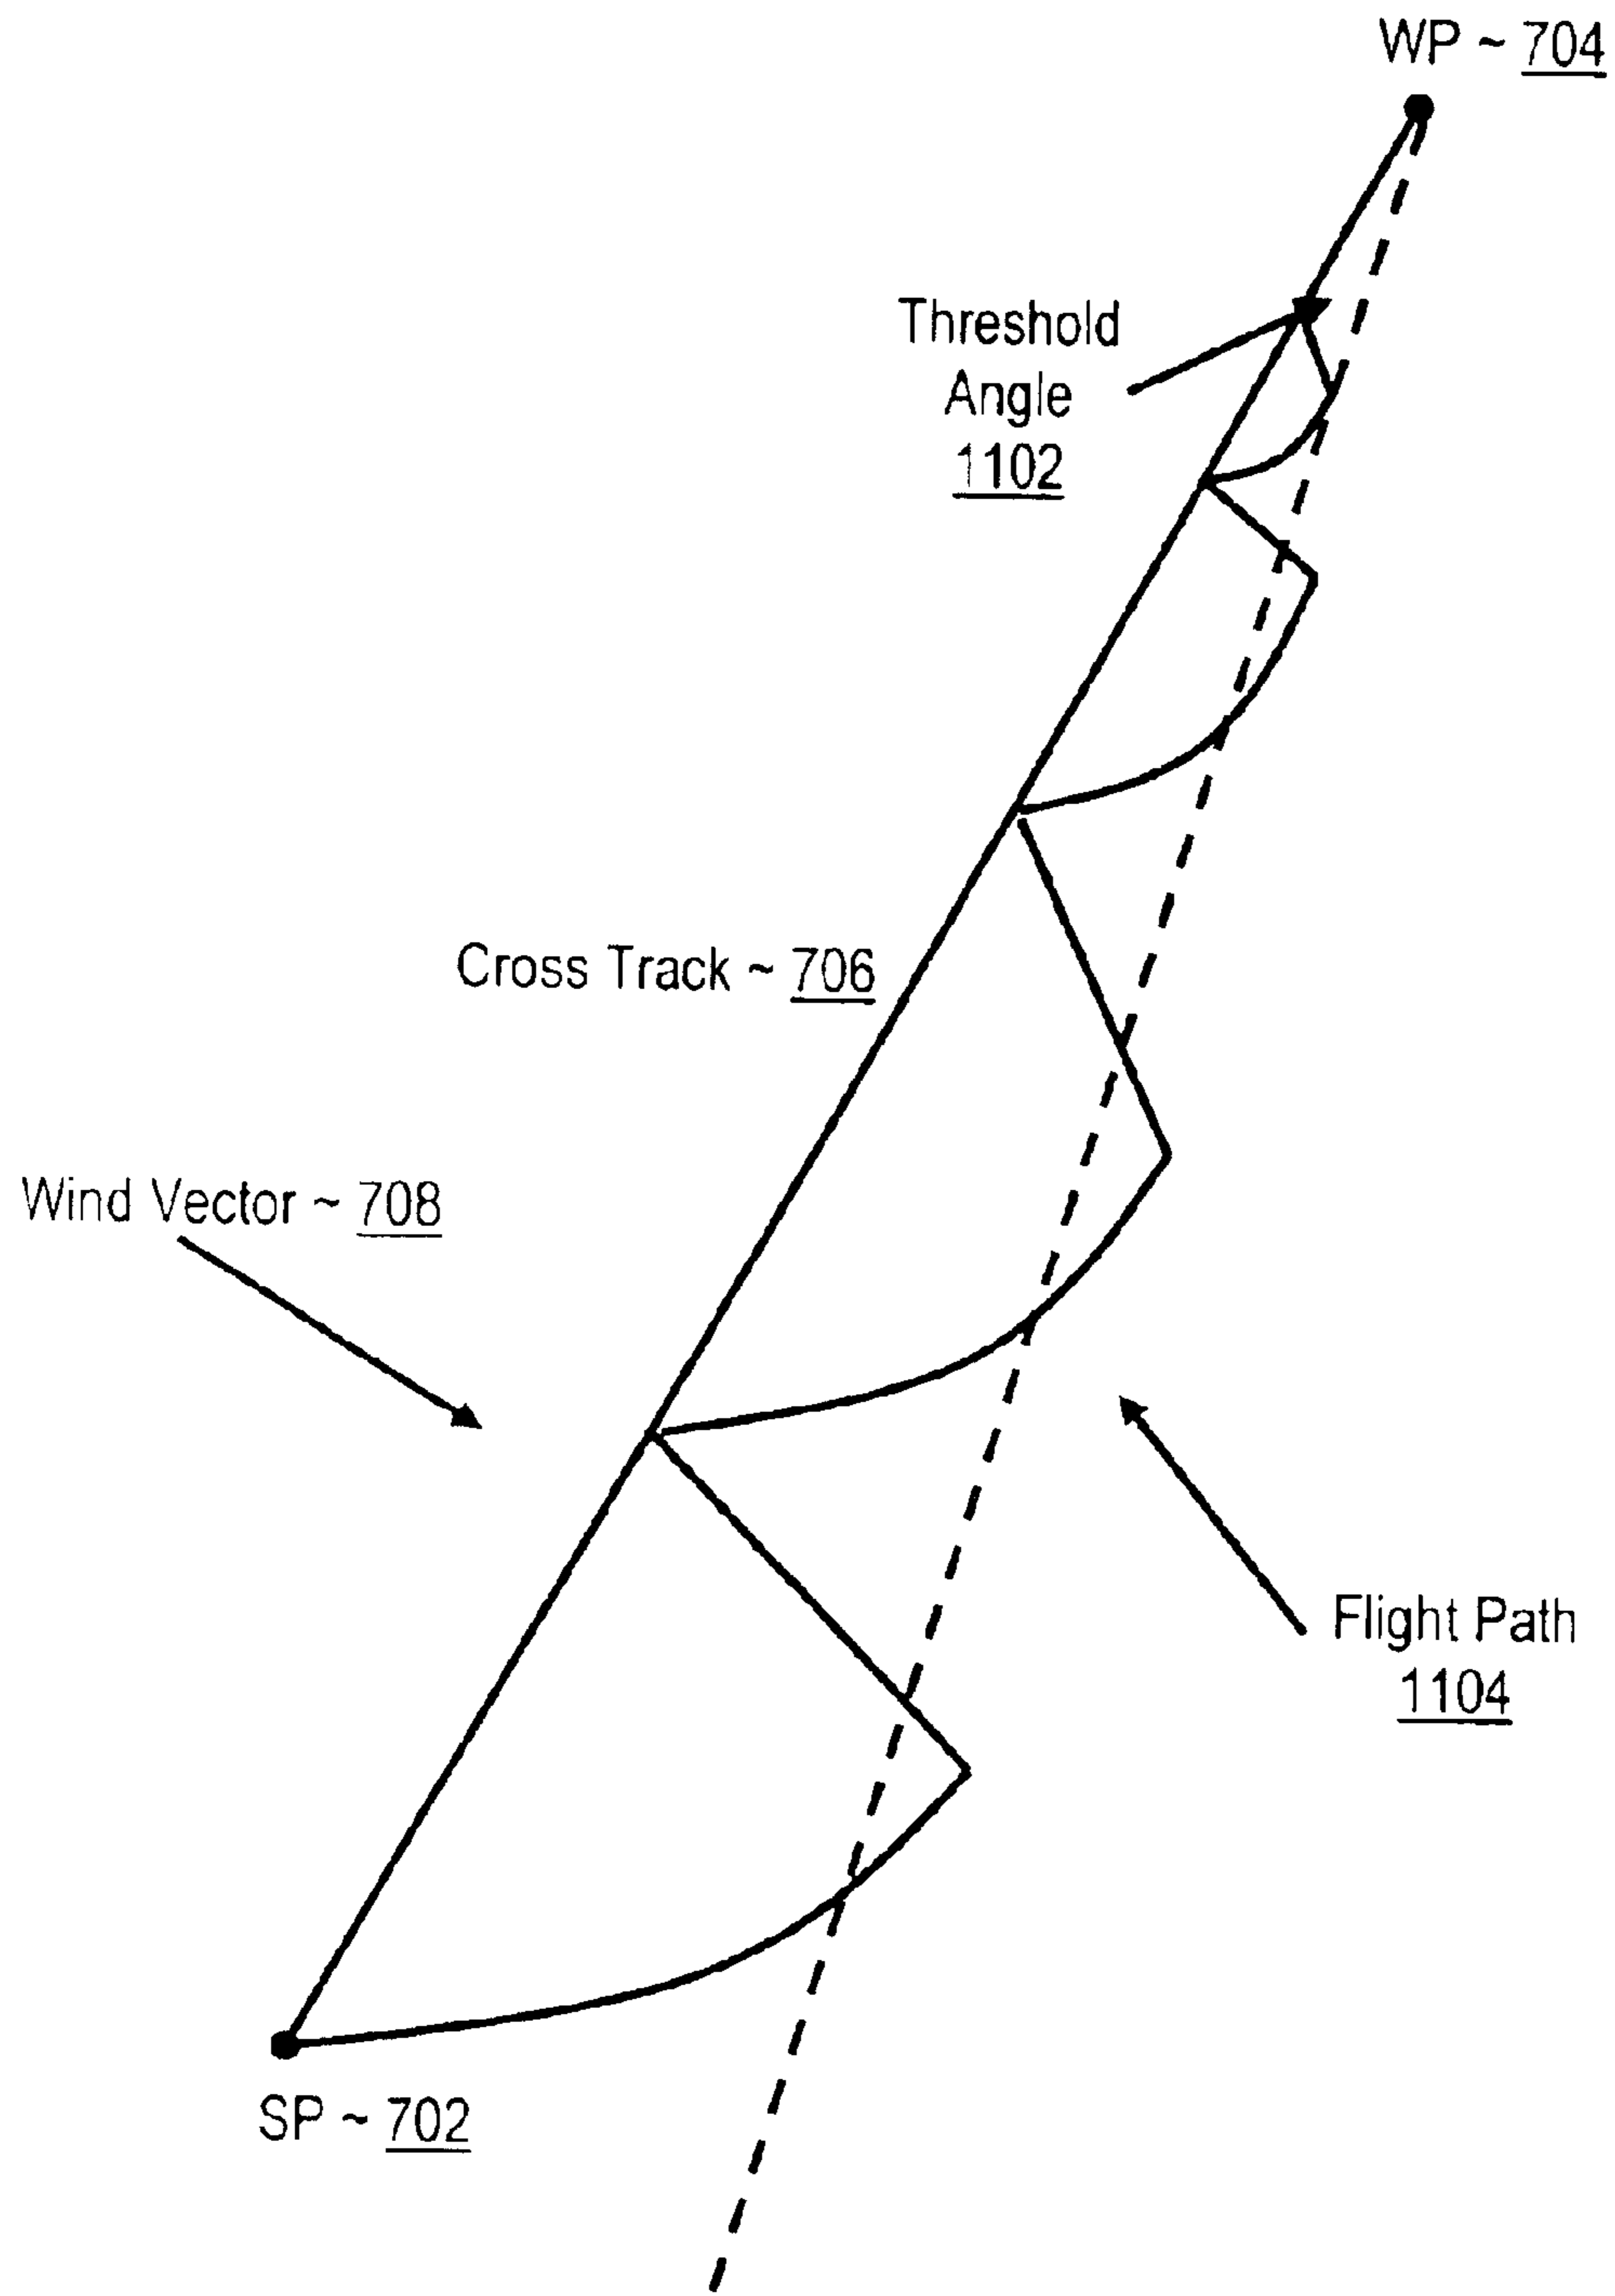 WP ~ 704
Threshold
Angle
1102
Cross Track ~ 706
Wind Vector ~ 708
Flight Path
1104
SP ~ 702